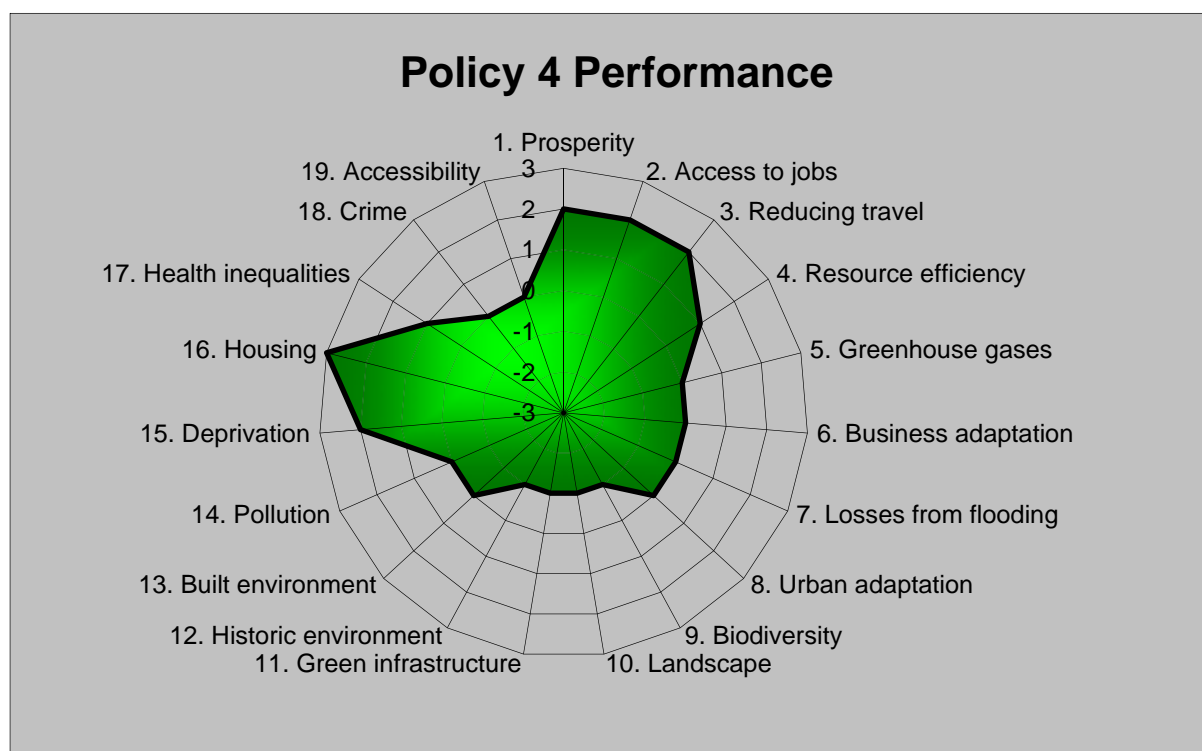 Policy 4 Performance
1. Prosperity
2. Access to jobs
3. Reducing travel
4. Resource efficiency
5. Greenhouse gases
6. Business adaptation
7. Losses from flooding
8. Urban adaptation
9. Biodiversity
10. Landscape
11. Green infrastructure
12. Historic environment
13. Built environment
14. Pollution
15. Deprivation
16. Housing
17. Health inequalities
18. Crime
19. Accessibility
3
2
1
0
-1
-2
-3